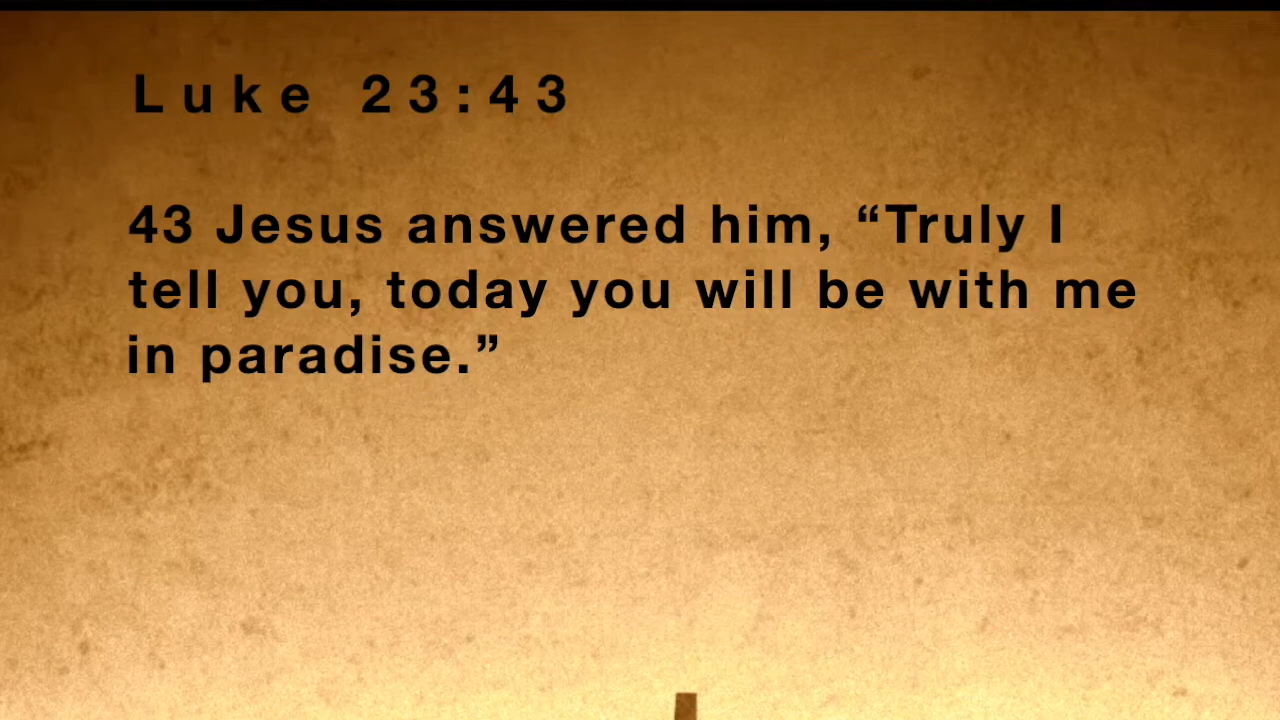 Luke 23:43
43 Jesus answered him, “Truly I
tell you, today you will be with me
in paradise.”